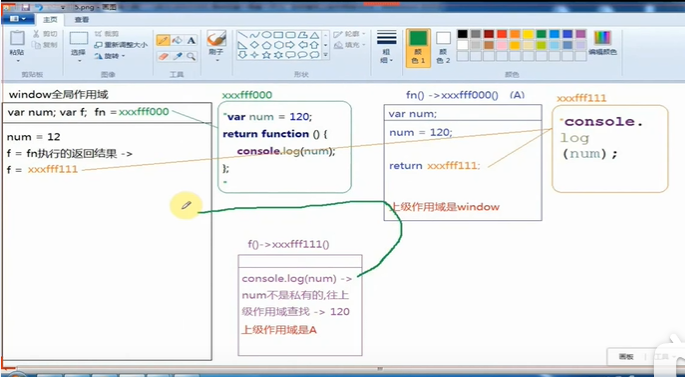 5.png - 画图
主页
查看
粘贴
剪切
复制
选择
裁剪
重新调整大小
旋转
刷子
轮廓
填充
粗细
颜色 1
颜色 2
编辑颜色
剪贴板
图像
工具
形状
颜色
window全局作用域
var num; var f; fn =xxxfff000
num = 12
f = fn执行的返回结果 ->
f = xxxfff111
xxxfff000
"var num = 120;
return function () {
console.log(num);
};
"
fn() ->xxxfff000() (A)
var num;
num = 120;
return xxxfff111;
上级作用域是window
xxxfff111
"console.
log
(num);
f()->xxxfff111()
console.log(num) ->
num不是私有的,往上
级作用域查找 -> 120
上级作用域是A
画板
工具